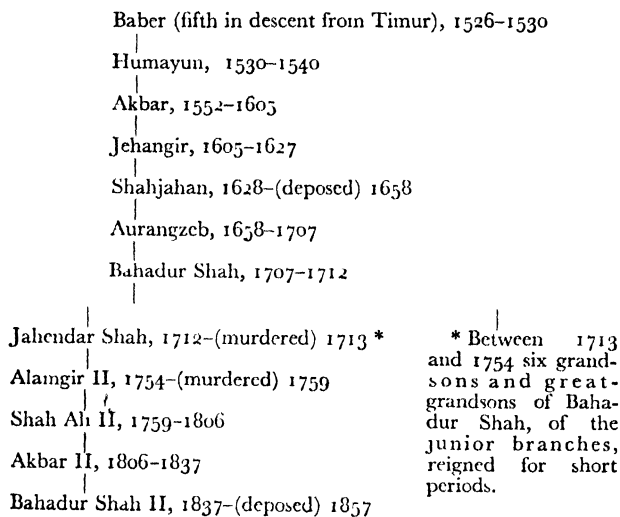 Baber (fifth in descent from Timur), 1526–1530
Humayun, 1530–1540
Akbar, 1552–1605
Jehangir, 1605–1627
Shahjahan, 1628–(deposed) 1658
Aurangzeb, 1658–1707
Bahadur Shah, 1707–1712
Jahendar Shah, 1712–(murdered) 1713 *
Alamgir II, 1754–(murdered) 1759
Shah Ali II, 1759–1806
Akbar II, 1806–1837
Bahadur Shah II, 1837–(deposed) 1857
* Between 1713
and 1754 six grand-
sons and great-
grandsons of Baha-
dur Shah, of the
junior branches,
reigned for short
periods.